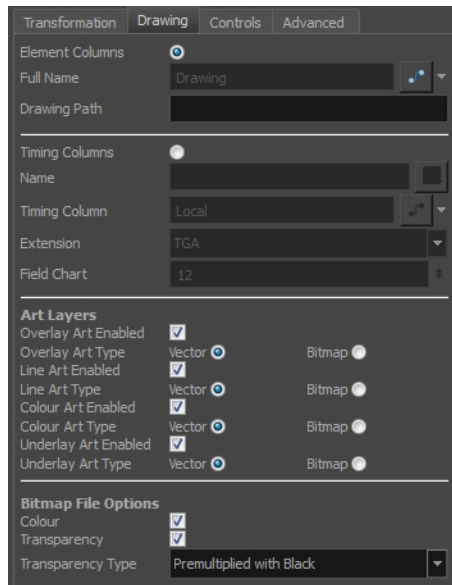 Transformation Drawing Controls Advanced
Element Columns
Full Name Drawing
Drawing Path
Timing Columns
Name
Timing Column Local
Extension TGA
Field Chart 12
Art Layers
Overlay Art Enabled
Overlay Art Type Vector Bitmap
Line Art Enabled
Line Art Type Vector Bitmap
Colour Art Enabled
Colour Art Type Vector Bitmap
Underlay Art Enabled
Underlay Art Type Vector Bitmap
Bitmap File Options
Colour
Transparency
Transparency Type Premultiplied with Black